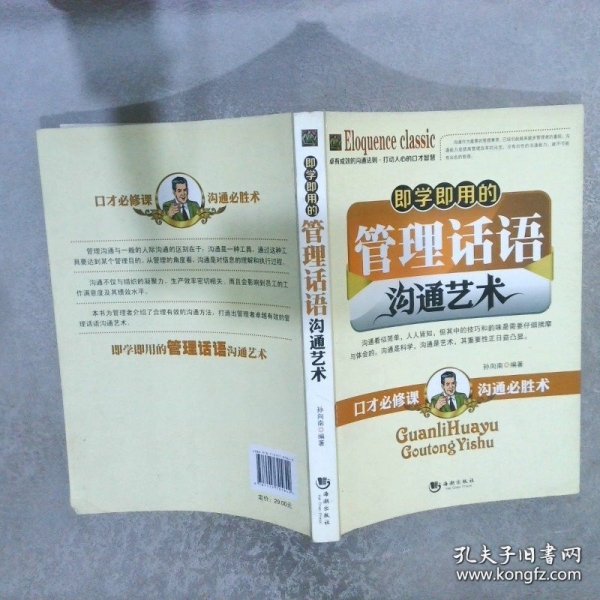 口才必修课 沟通必胜术
管理沟通与一般的人际沟通的区别在于，沟通是一种工具，通过这种工
具要达到某个管理目的，从管理的角度看，沟通是对信息的理解和执行过程。
沟通不仅与组织的凝聚力、生产效率密切相关，而且会影响到员工的工
作满意度及其绩效水平。
本书为管理者介绍了合理有效的沟通方法，打造出管理者卓越有效的管
理话语沟通艺术。
即学即用的管理话语沟通艺术
定价：29.00元
即学即用的
管理话语
沟通艺术
孙向南 编著
海潮出版社
Eloquence classic
卓有成效的沟通法则·打动人心的口才智慧
即学即用的
管理话语
沟通艺术
沟通看似简单，人人皆知，但其中的技巧和韵味是需要仔细揣摩
与体会的。沟通是科学，沟通是艺术，其重要性正日益凸显。
孙向南 编著
口才必修课 沟通必胜术
GuanliHuayu
GoutongYishu
海潮出版社
孔夫子旧书网
www.kongfz.com